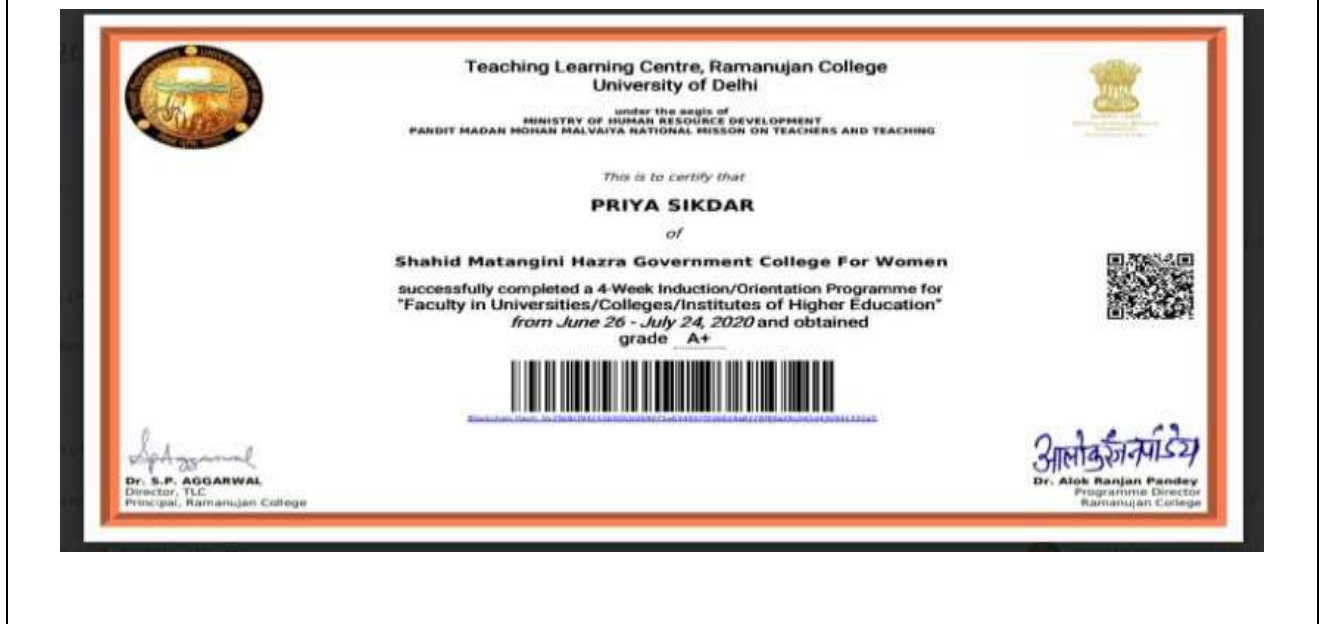 Teaching Learning Centre, Ramanujan College
University of Delhi
under the aegis of
MINISTRY OF HUMAN RESOURCE DEVELOPMENT
PANDIT MADAN MOHAN MALVAIYA NATIONAL MISSON ON TEACHERS AND TEACHING
This is to certify that
PRIYA SIKDAR
of
Shahid Matangini Hazra Government College For Women
successfully completed a 4-Week Induction/Orientation Programme for
"Faculty in Universities/Colleges/Institutes of Higher Education"
from June 26 - July 24, 2020 and obtained
grade A+
SpAggarwal
Dr. S.P. AGGARWAL
Director, TLC
Principal, Ramanujan College
आलोक रंजन पांडेय
Dr. Alok Ranjan Pandey
Programme Director
Ramanujan College